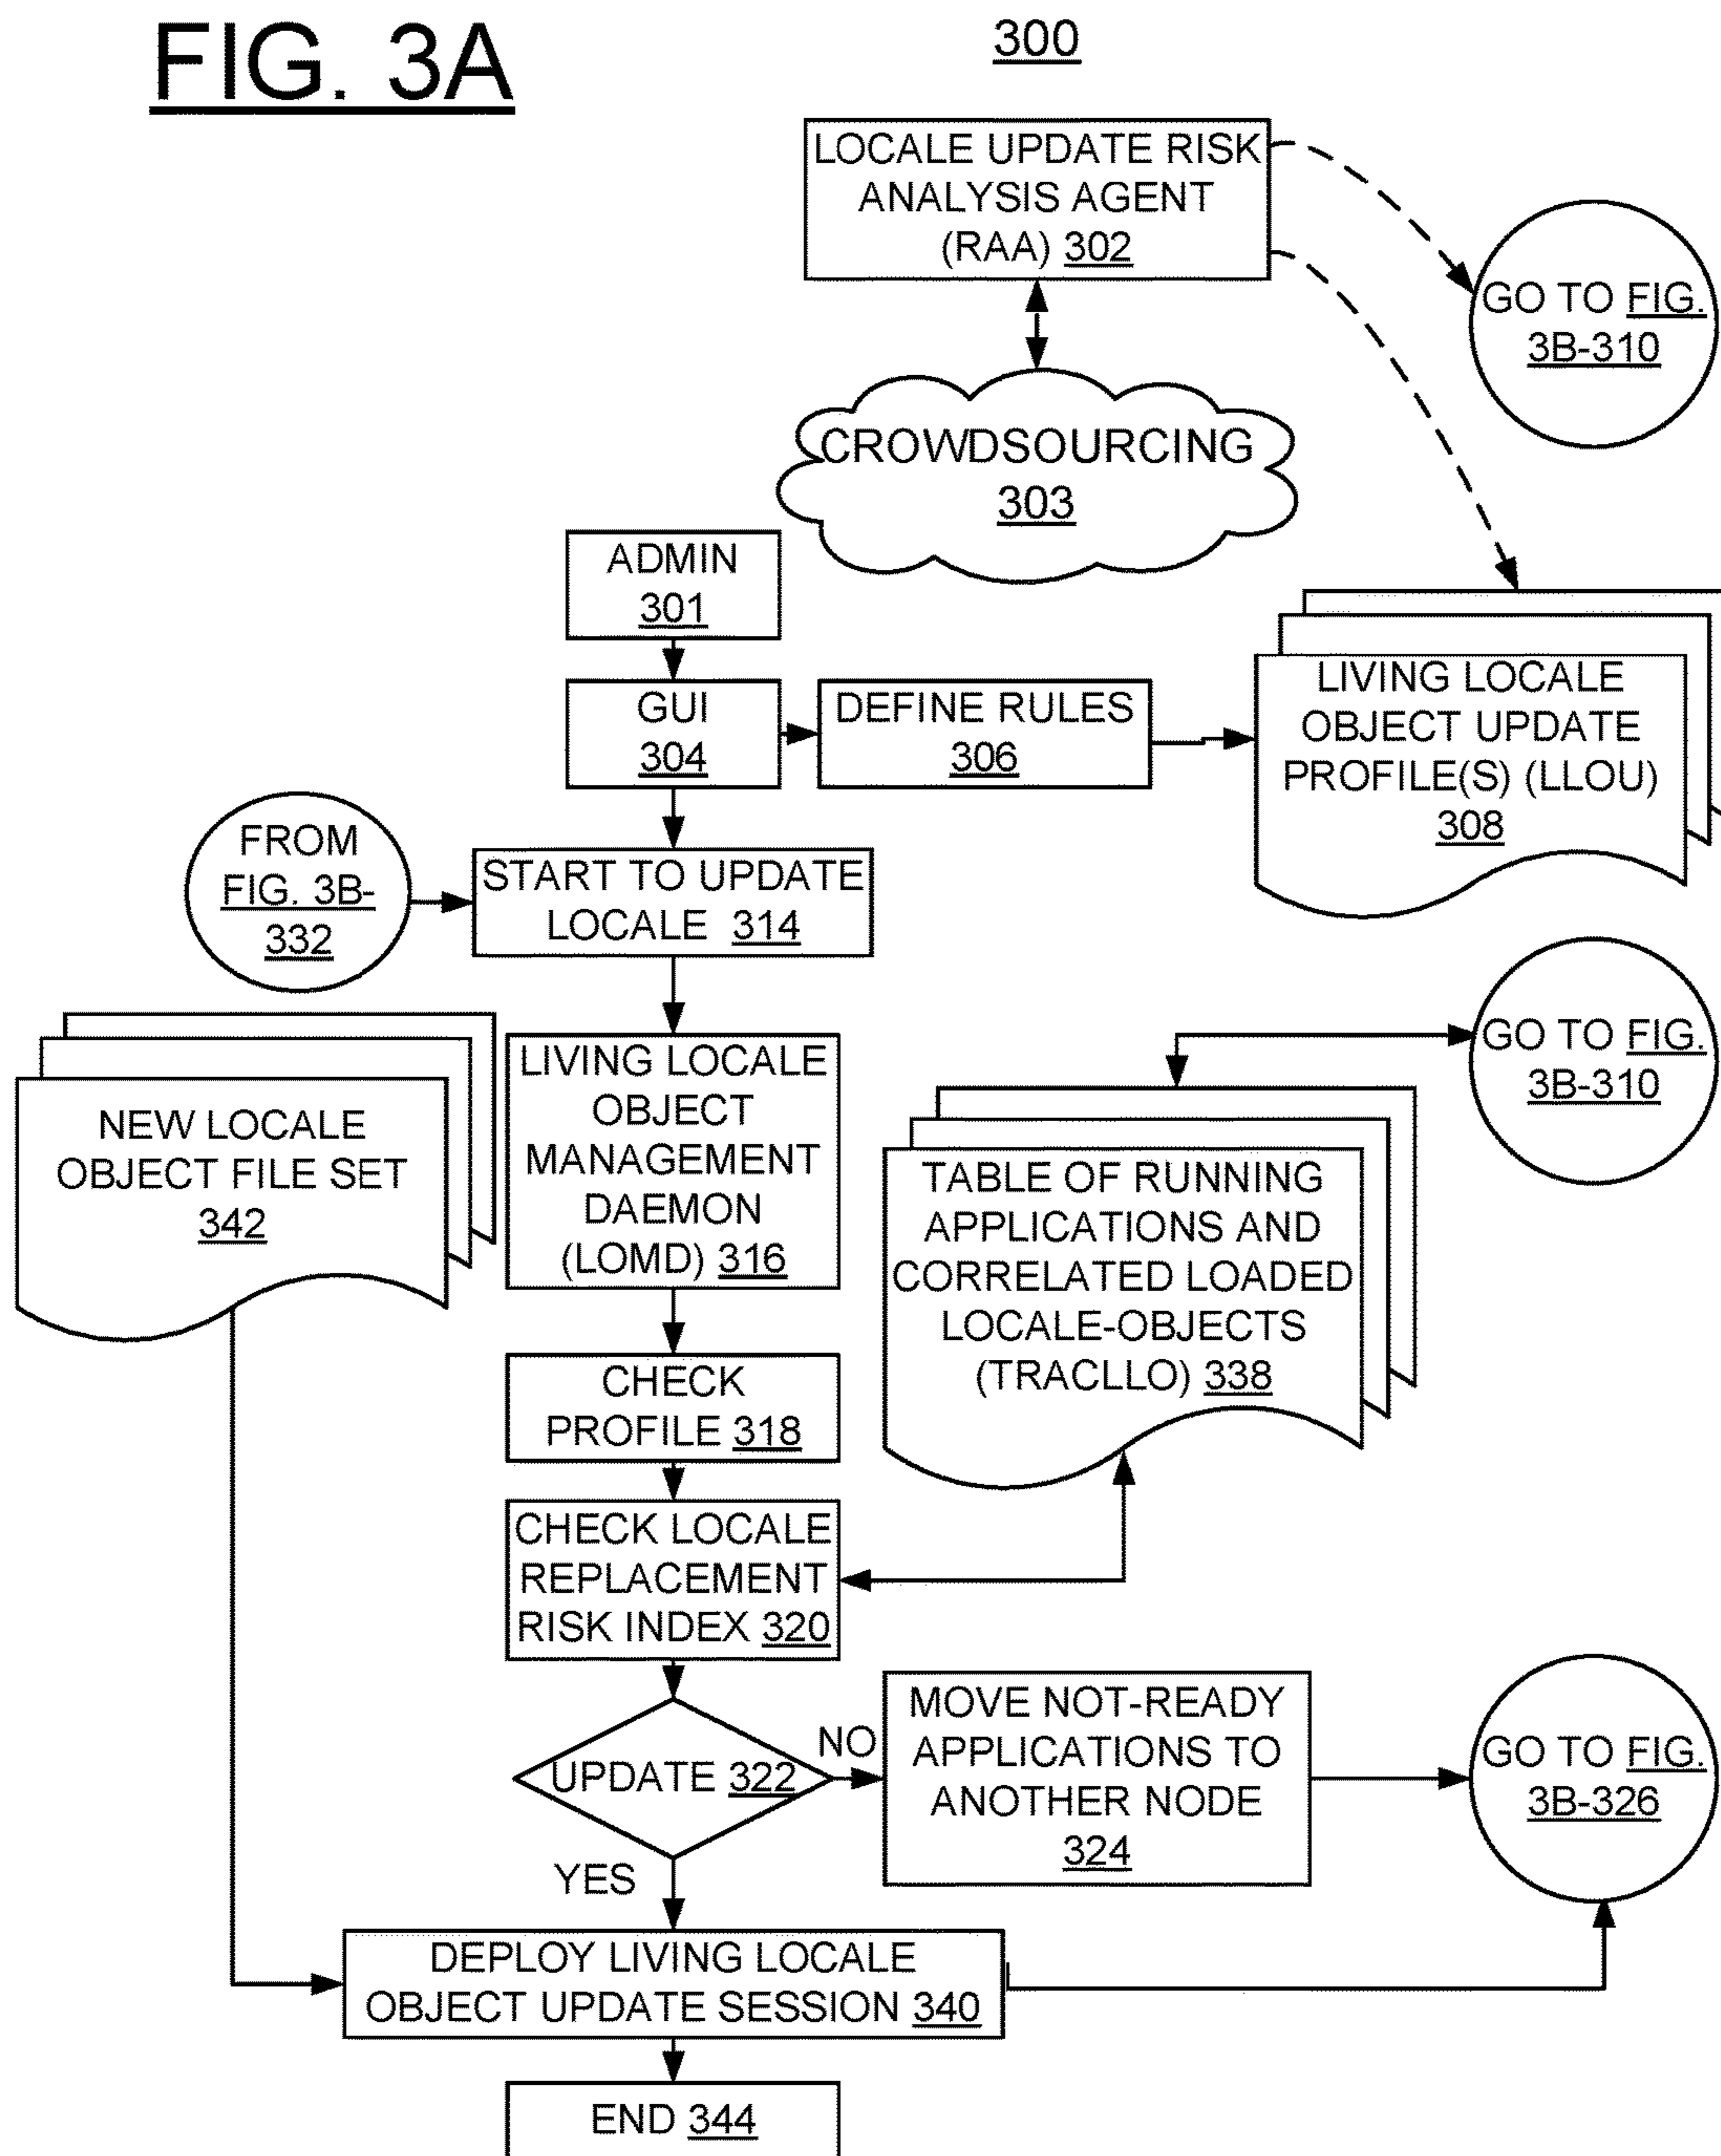 FIG. 3A
300
LOCALE UPDATE RISK
ANALYSIS AGENT
(RAA) 302
GO TO FIG.
3B-310
CROWDSOURCING
303
ADMIN
301
GUI
304
DEFINE RULES
306
LIVING LOCALE
OBJECT UPDATE
PROFILE(S) (LLOU)
308
FROM
FIG. 3B-
332
START TO UPDATE
LOCALE 314
NEW LOCALE
OBJECT FILE SET
342
LIVING LOCALE
OBJECT
MANAGEMENT
DAEMON
(LOMD) 316
GO TO FIG.
3B-310
TABLE OF RUNNING
APPLICATIONS AND
CORRELATED LOADED
LOCALE-OBJECTS
(TRACLLO) 338
CHECK
PROFILE 318
CHECK LOCALE
REPLACEMENT
RISK INDEX 320
UPDATE 322
NO
YES
MOVE NOT-READY
APPLICATIONS TO
ANOTHER NODE
324
GO TO FIG.
3B-326
DEPLOY LIVING LOCALE
OBJECT UPDATE SESSION 340
END 344